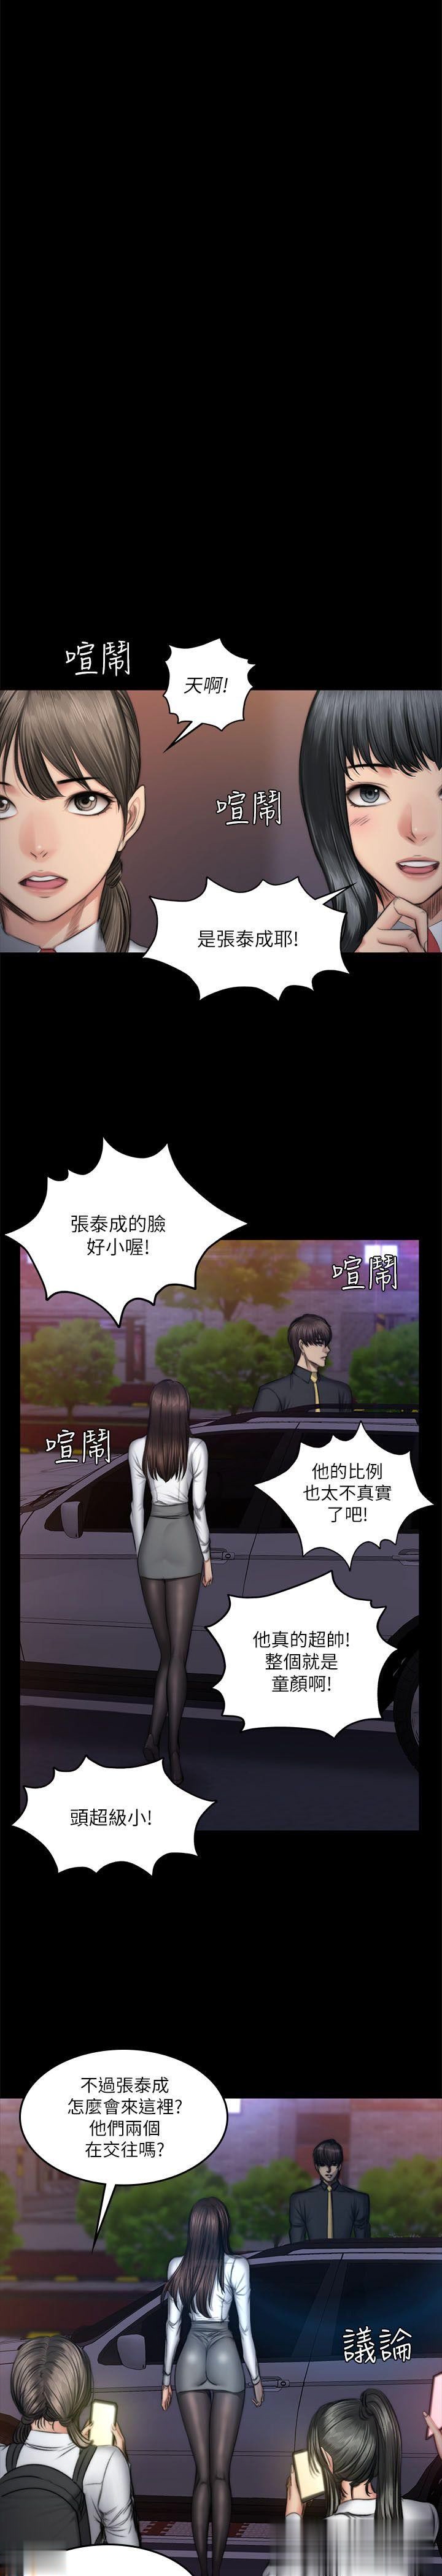 喧鬧
天啊!
喧鬧
是張泰成耶!
張泰成的臉
好小喔!
喧鬧
喧鬧
他的比例
也太不真實
了吧!
他真的超帥!
整個就是
童顏啊!
頭超級小!
不過張泰成
怎麼會來這裡?
他們兩個
在交往嗎?
議論